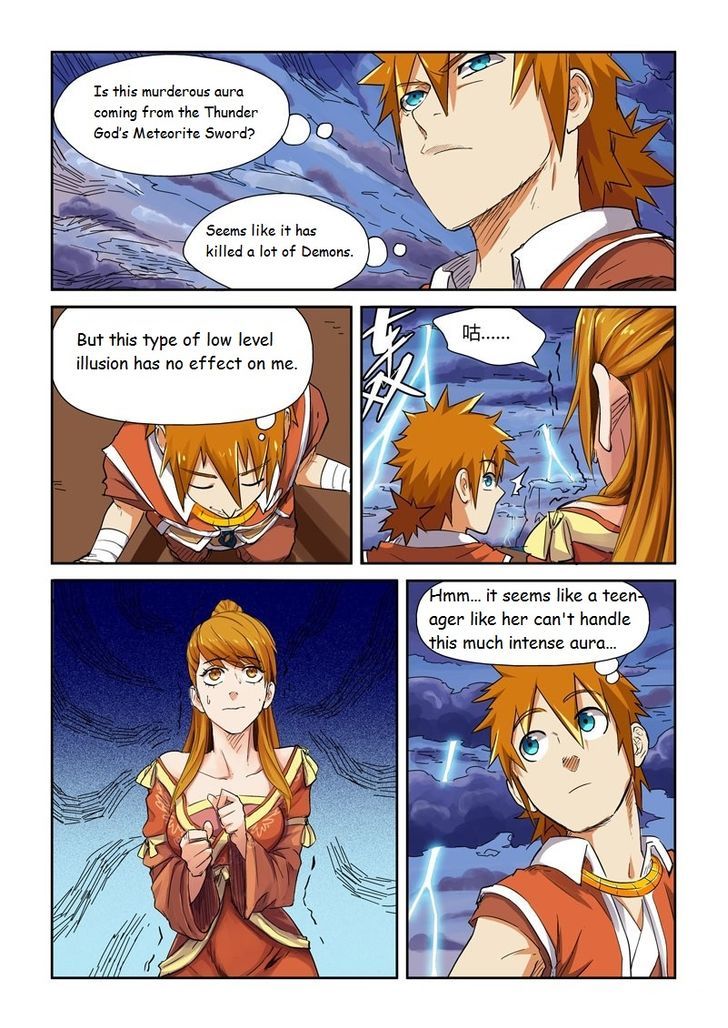 Is this murderous aura
coming from the Thunder
God's Meteorite Sword?
Seems like it has
killed a lot of Demons.
But this type of low level
illusion has no effect on me.
咕……
Hmm... it seems like a teen-
ager like her can't handle
this much intense aura...